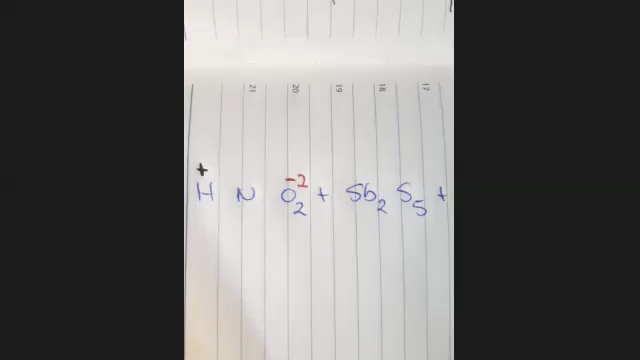 21 20 19 18 17
+ -2
H N O₂ + Sb₂ S₅ +